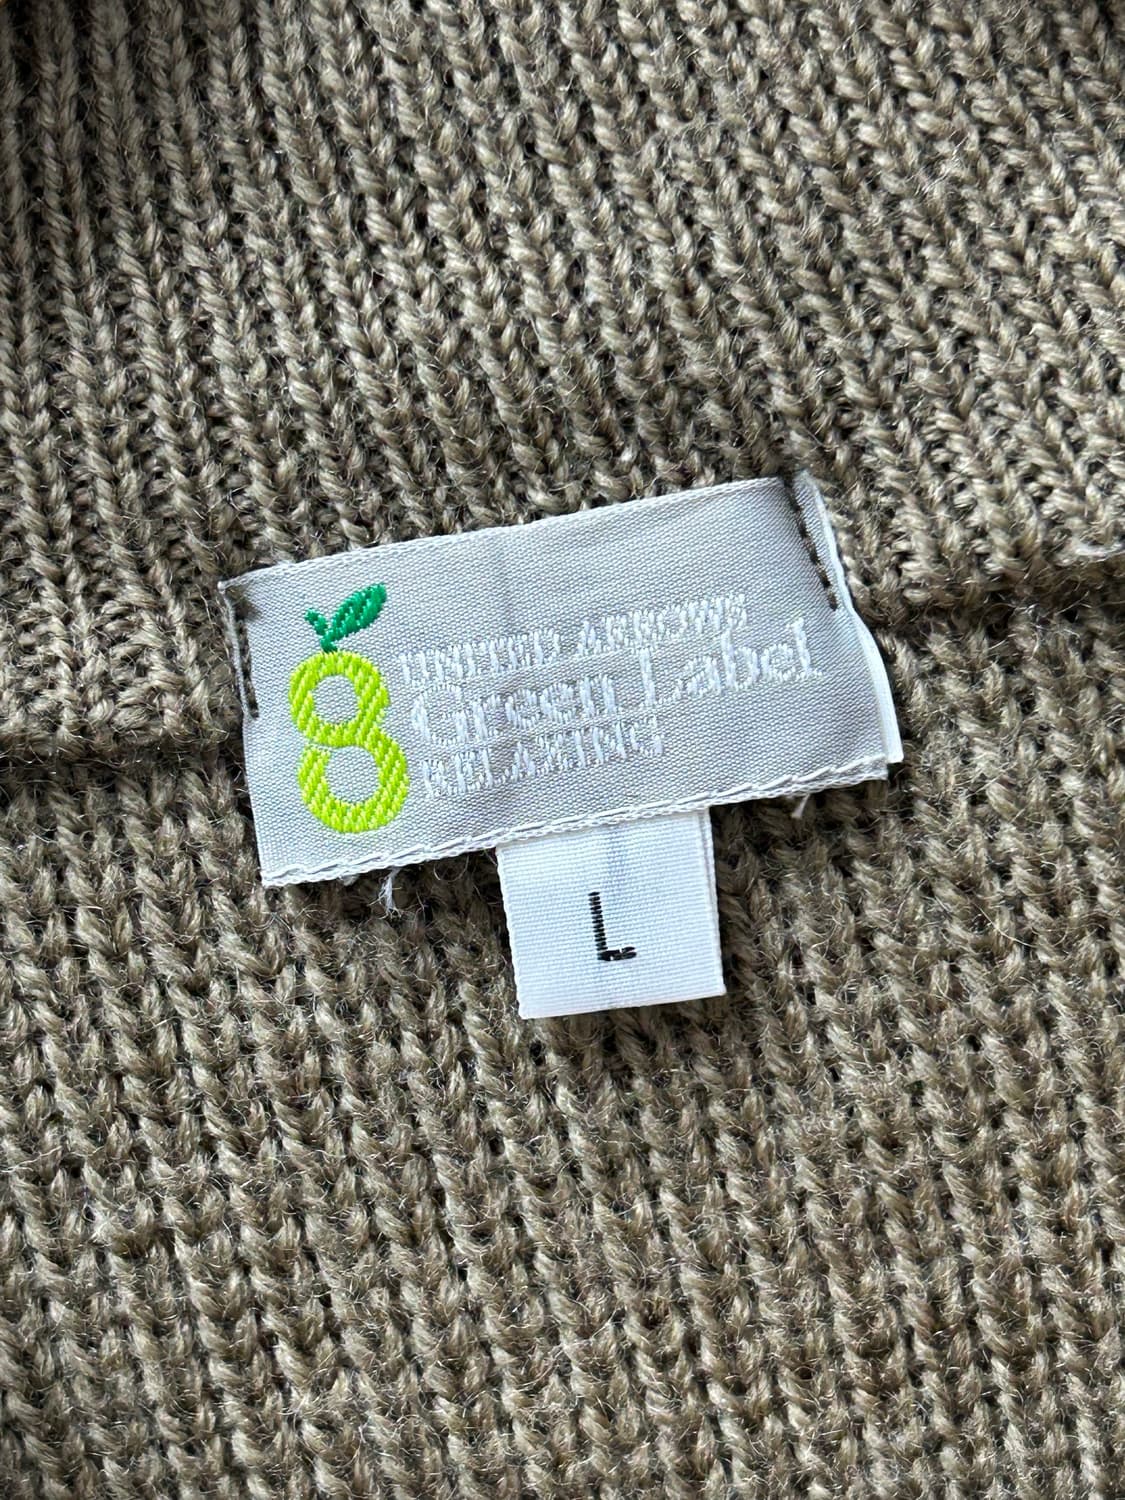 UNITED ARROWS
Green Label
RELAXING
L